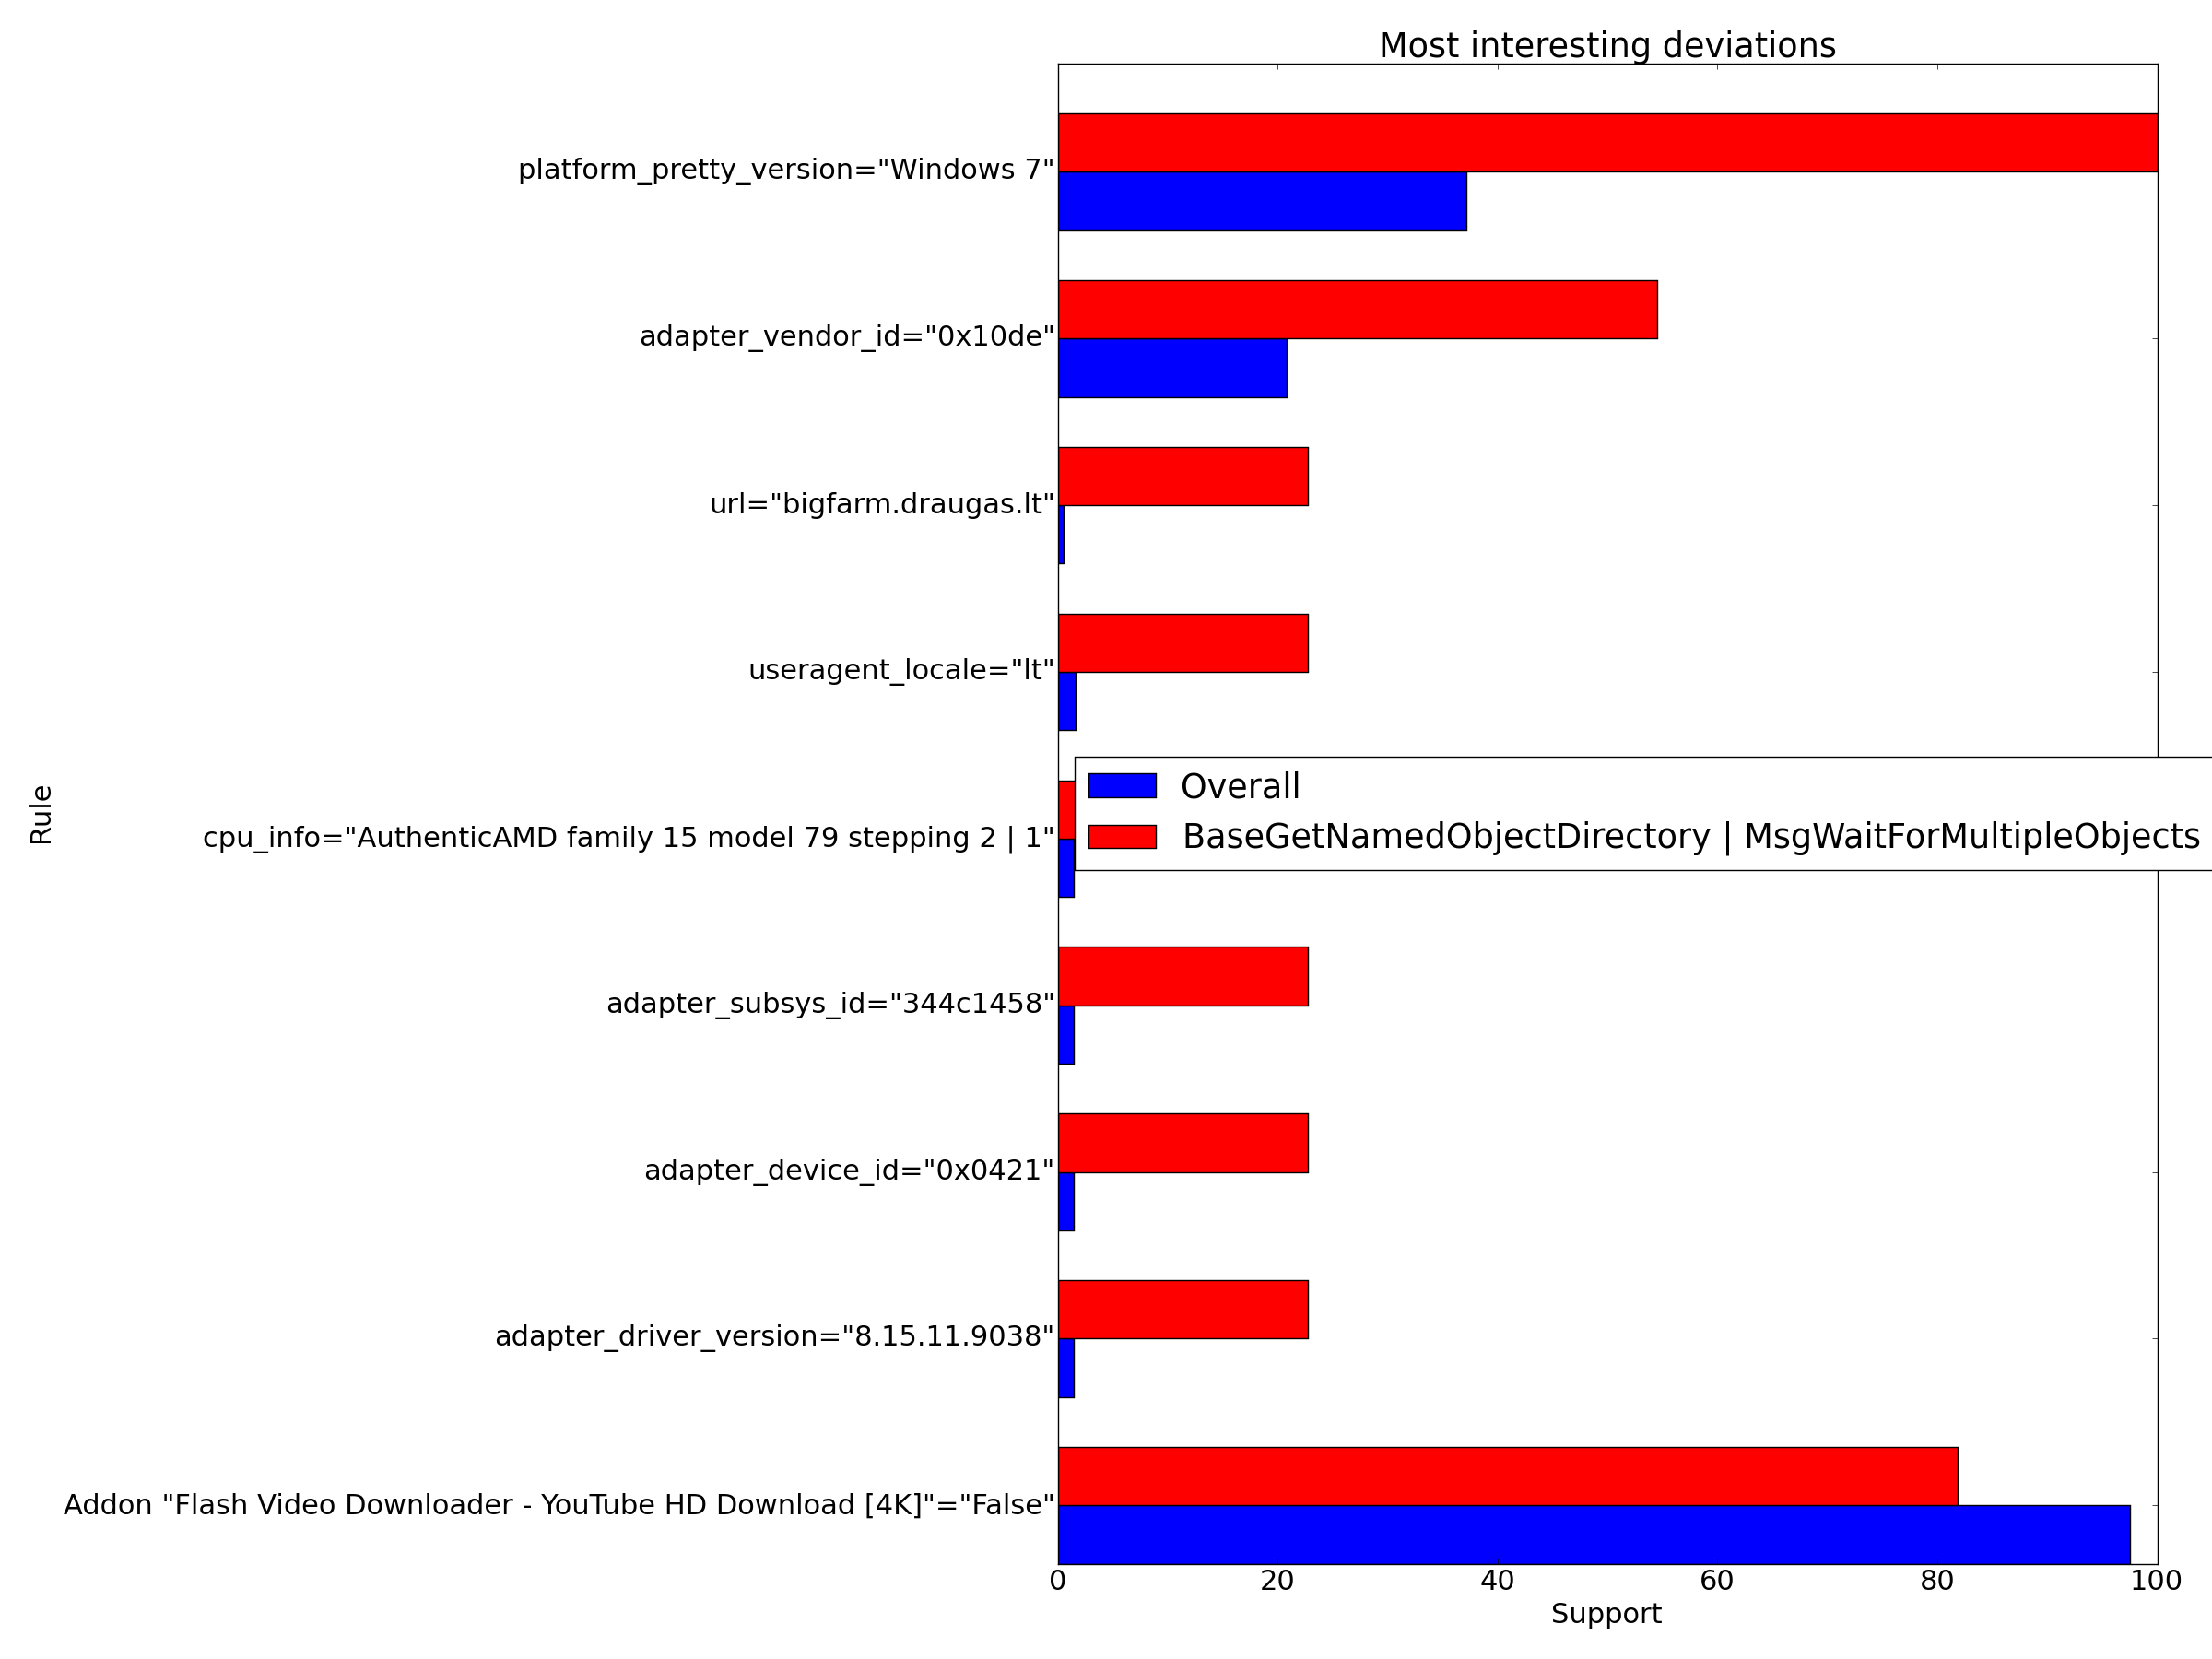 Most interesting deviations
platform_pretty_version="Windows 7"
adapter_vendor_id="0x10de"
url="bigfarm.draugas.lt"
useragent_locale="lt"
Overall
Rule
cpu_info="AuthenticAMD family 15 model 79 stepping 2 | 1"
BaseGetNamedObjectDirectory | MsgWaitForMultipleObjects
adapter_subsys_id="344c1458"
adapter_device_id="0x0421"
adapter_driver_version="8.15.11.9038"
Addon "Flash Video Downloader - YouTube HD Download [4K]"="False"
0 20 40 60 80 100
Support